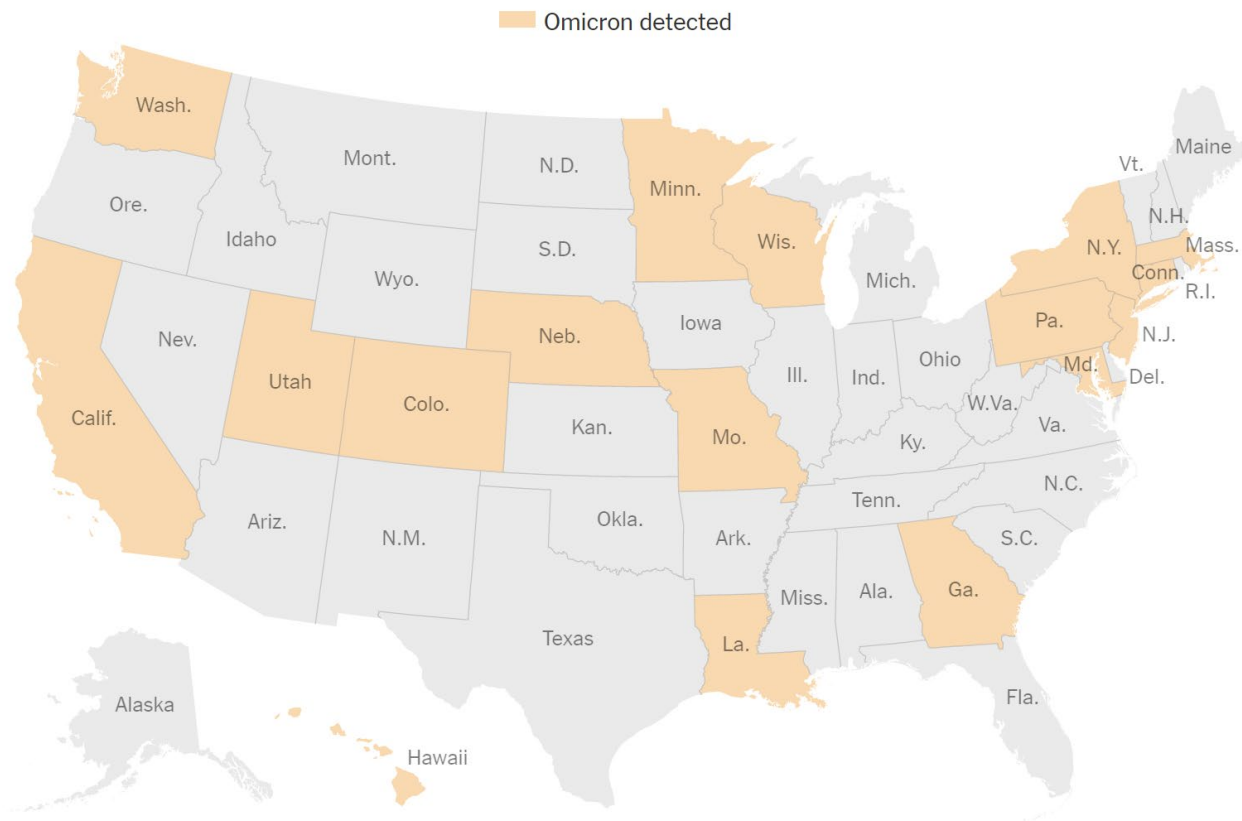 Omicron detected
Wash.
Mont.
N.D.
Minn.
Vt.
Maine
Ore.
Idaho
S.D.
Wis.
N.H.
N.Y.
Mass.
Wyo.
Mich.
Conn.
R.I.
Nev.
Neb.
Iowa
Pa.
N.J.
Utah
Colo.
Ill.
Ind.
Ohio
Md.
Del.
Calif.
Kan.
Mo.
Ky.
W.Va.
Va.
Ariz.
N.M.
Okla.
Ark.
Tenn.
N.C.
S.C.
Texas
La.
Miss.
Ala.
Ga.
Fla.
Alaska
Hawaii